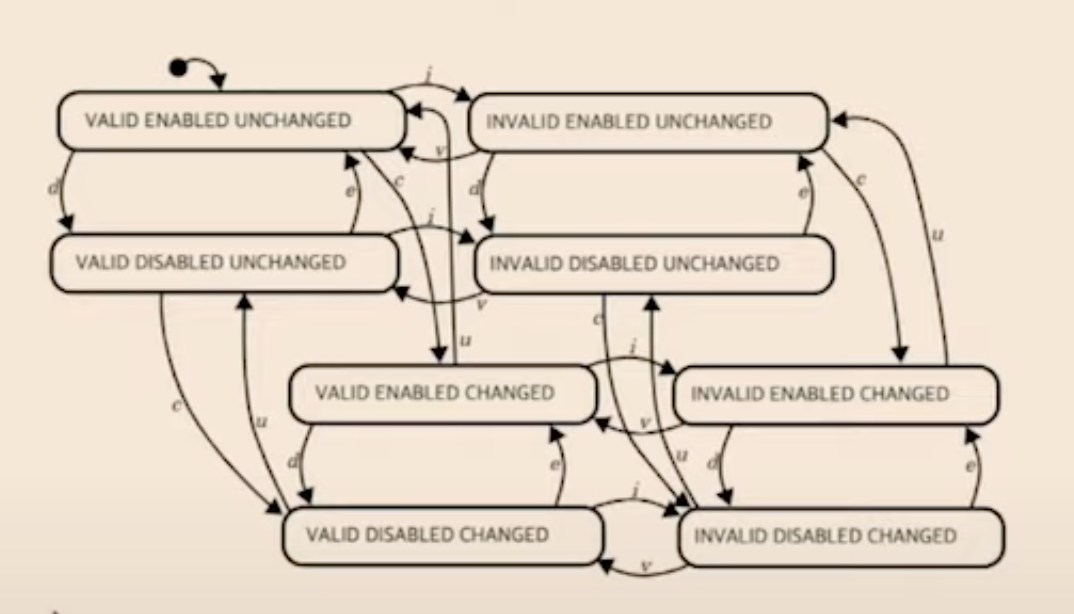 i
VALID ENABLED UNCHANGED
INVALID ENABLED UNCHANGED
v
c
c
d
e
d
e
i
u
VALID DISABLED UNCHANGED
INVALID DISABLED UNCHANGED
v
c
u
i
VALID ENABLED CHANGED
INVALID ENABLED CHANGED
c
u
v
u
d
e
d
e
i
VALID DISABLED CHANGED
INVALID DISABLED CHANGED
v